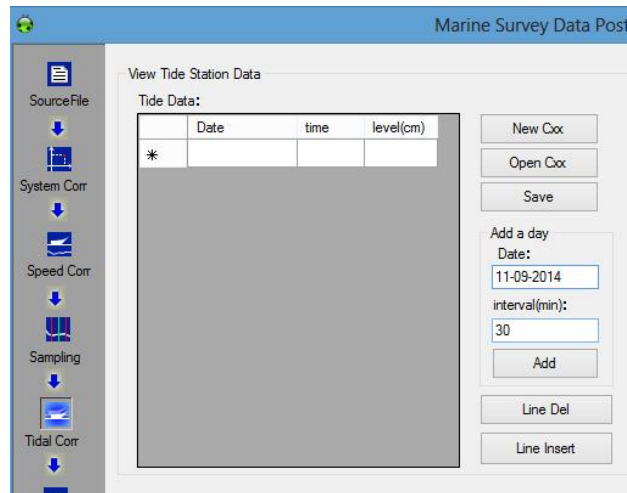 Marine Survey Data Post
SourceFile
System Corr
Speed Corr
Sampling
Tidal Corr
View Tide Station Data
Tide Data:
Date time level(cm)
*
New Cxx
Open Cxx
Save
Add a day
Date:
11-09-2014
interval(min):
30
Add
Line Del
Line Insert